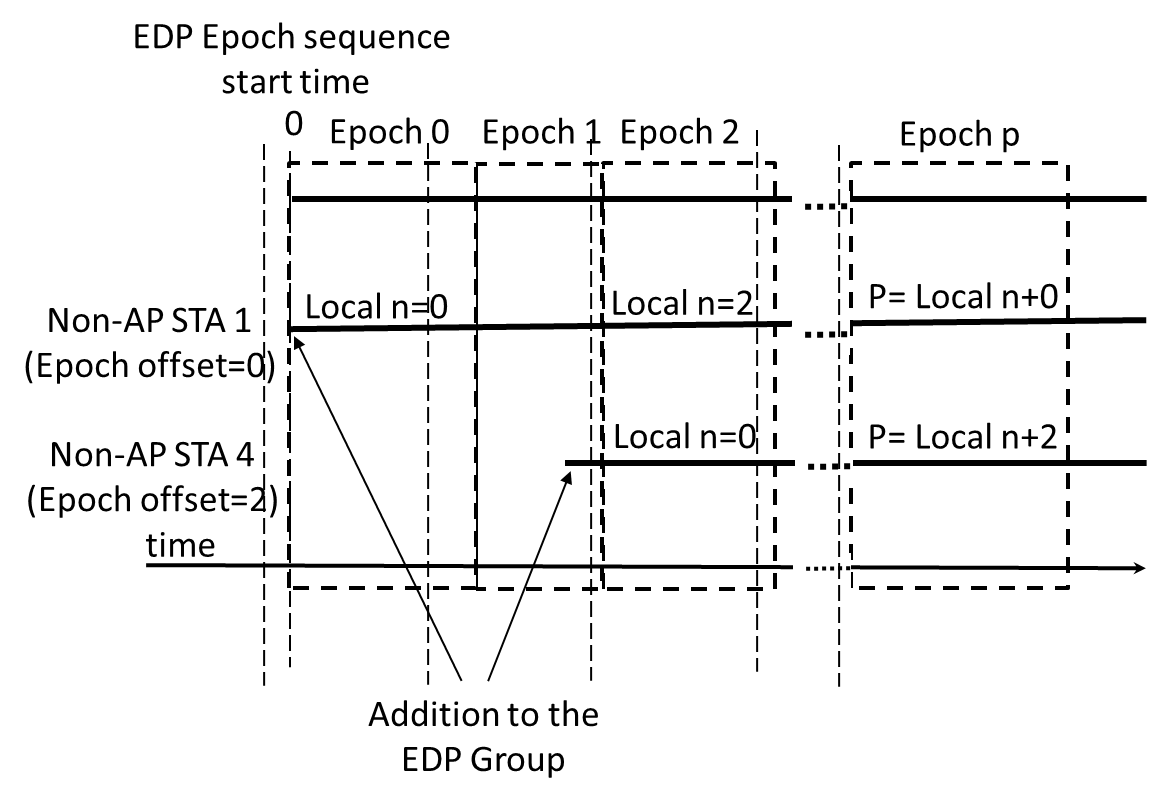 EDP Epoch sequence
start time
0
Epoch 0 Epoch 1 Epoch 2 Epoch p
Non-AP STA 1
(Epoch offset=0)
Local n=0 Local n=2 P= Local n+0
Non-AP STA 4
(Epoch offset=2)
Local n=0 P= Local n+2
time
Addition to the
EDP Group